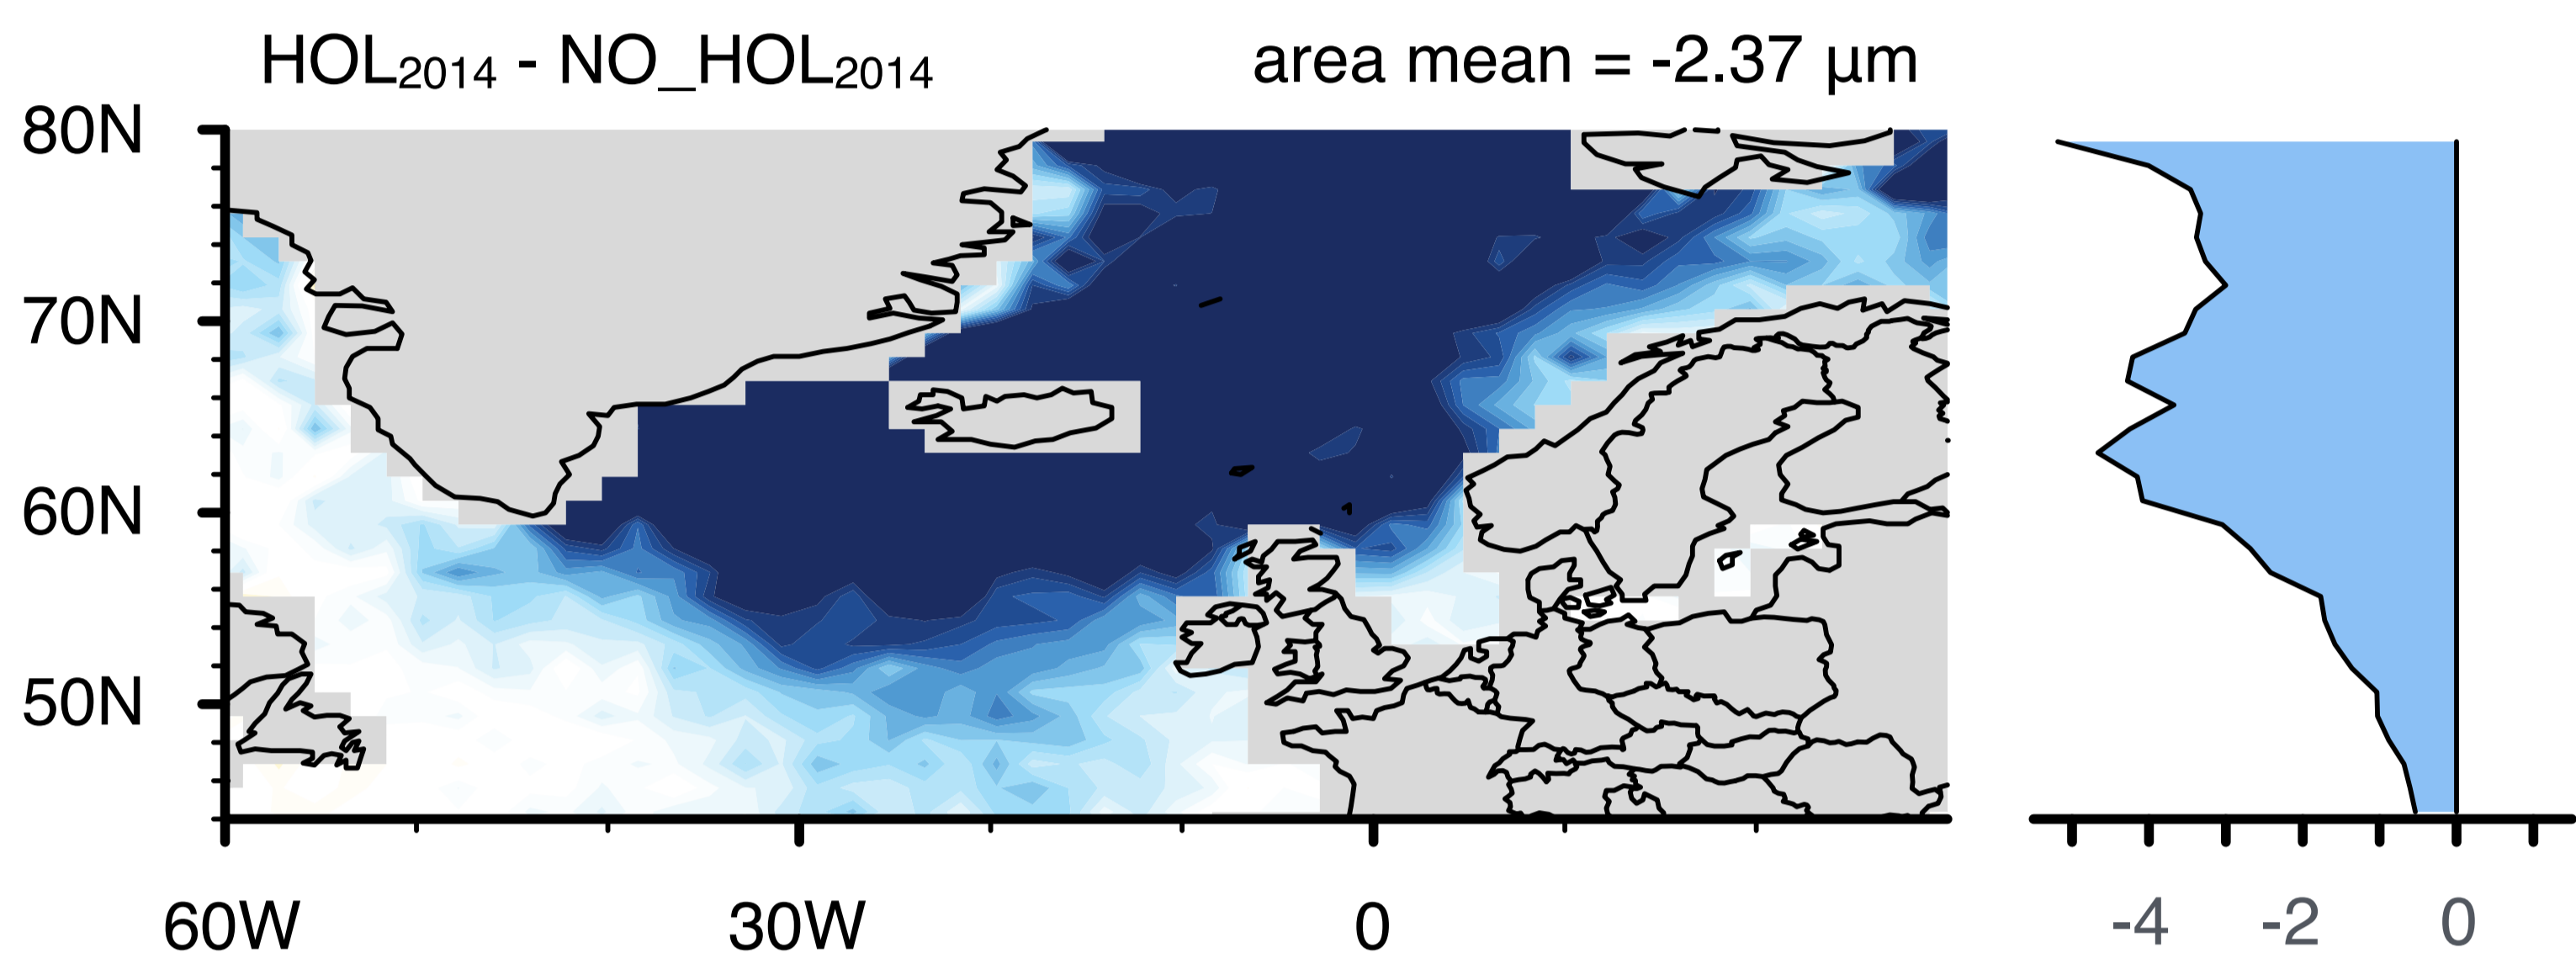 HOL2014 - NO_HOL2014 area mean = -2.37 µm
80N
70N
60N
50N
60W 30W 0 -4 -2 0